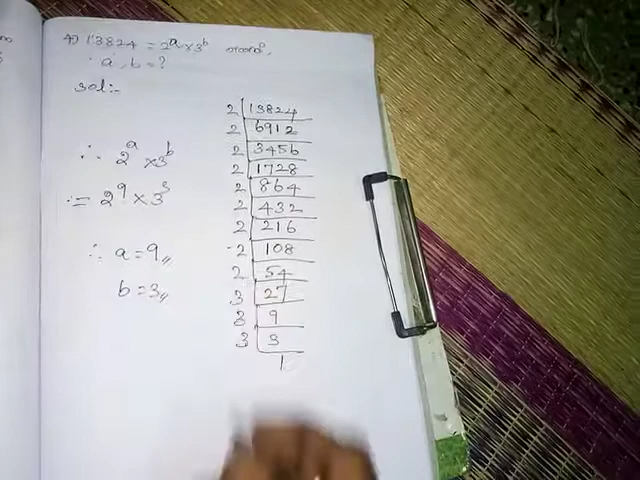 4) 13824 = 2^a × 3^b எனில்,
a, b = ?
sol:-
2 | 13824
2 | 6912
2 | 3456
2 | 1728
2 | 864
2 | 432
2 | 216
2 | 108
2 | 54
3 | 27
3 | 9
3 | 3
1
∴ 2^a × 3^b
∴= 2^9 × 3^3
∴ a = 9,,
b = 3,,